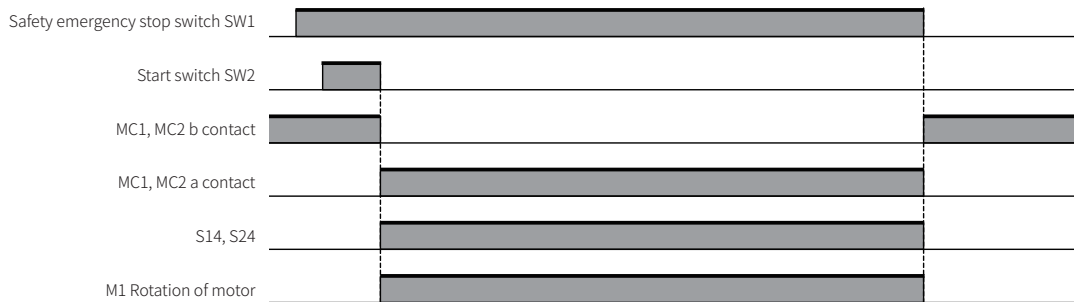 Safety emergency stop switch SW1
Start switch SW2
MC1, MC2 b contact
MC1, MC2 a contact
S14, S24
M1 Rotation of motor